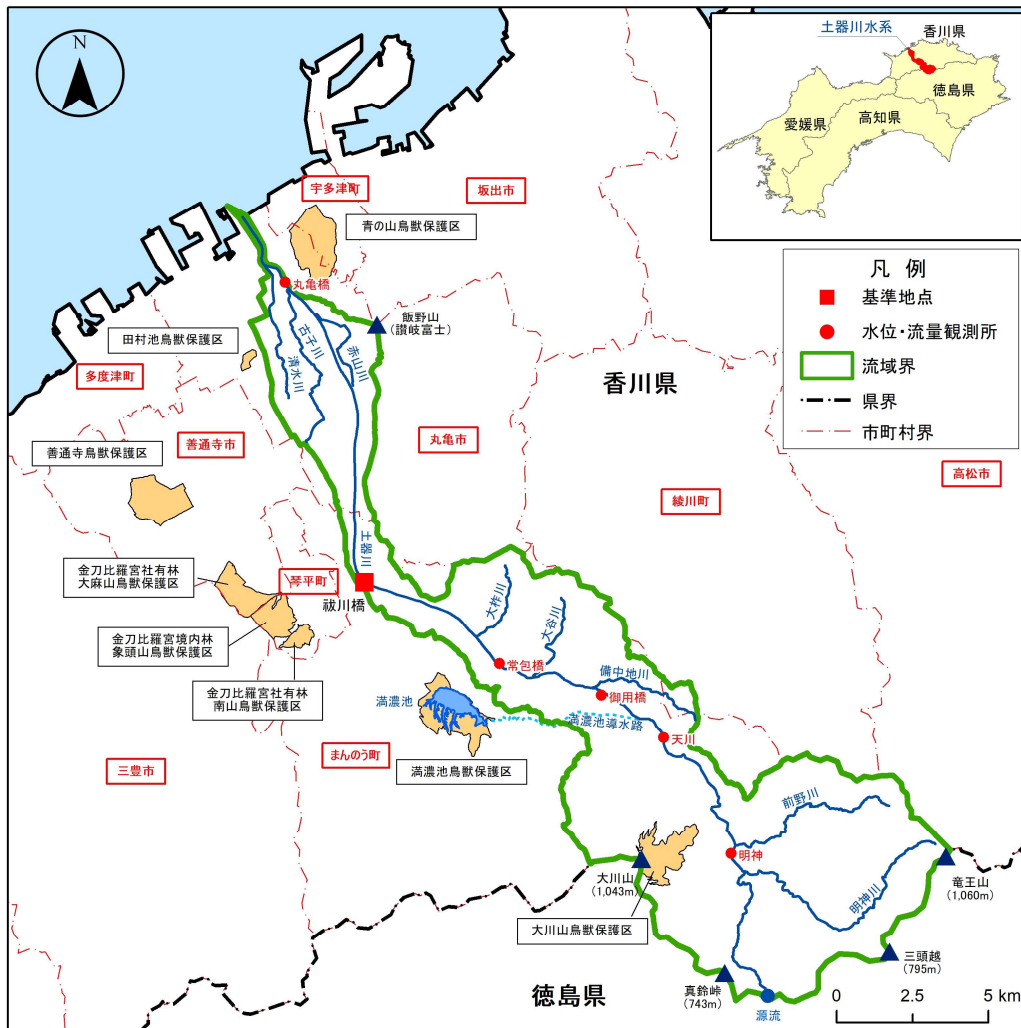 N
土器川水系
香川県
徳島県
愛媛県
高知県
凡 例
基準地点
水位・流量観測所
流域界
県界
市町村界
宇多津町
坂出市
青の山鳥獣保護区
丸亀橋
飯野山
(讃岐富士)
田村池鳥獣保護区
古子川
赤山川
清水川
多度津町
香川県
善通寺市
丸亀市
善通寺鳥獣保護区
高松市
綾川町
土器川
金刀比羅宮社有林
大麻山鳥獣保護区
琴平町
祓川橋
大柞川
大谷川
金刀比羅宮境内林
象頭山鳥獣保護区
常包橋
備中地川
金刀比羅宮社有林
南山鳥獣保護区
満濃池
御用橋
満濃池導水路
天川
三豊市
まんのう町
満濃池鳥獣保護区
前野川
明神
大川山
(1,043m)
竜王山
(1,060m)
明神川
大川山鳥獣保護区
三頭越
(795m)
徳島県
真鈴峠
(743m)
源流
0 2.5 5 km